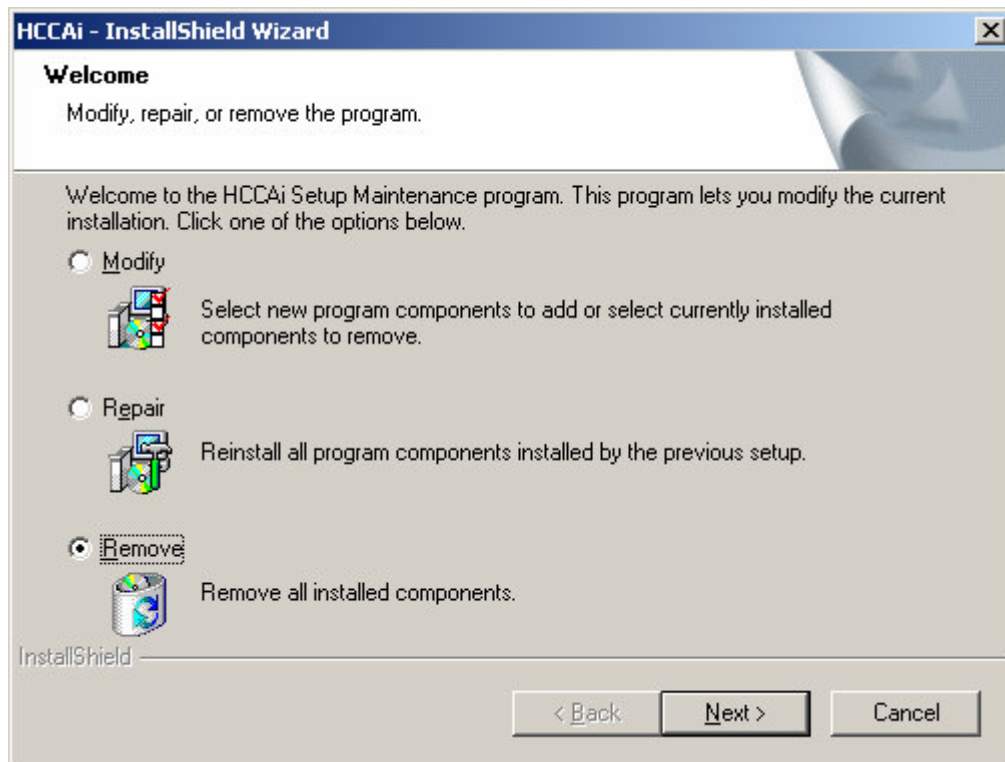 HCCAi - InstallShield Wizard
Welcome
Modify, repair, or remove the program.
Welcome to the HCCAi Setup Maintenance program. This program lets you modify the current
installation. Click one of the options below.
Modify
Select new program components to add or select currently installed
components to remove.
Repair
Reinstall all program components installed by the previous setup.
Remove
Remove all installed components.
InstallShield
< Back
Next >
Cancel